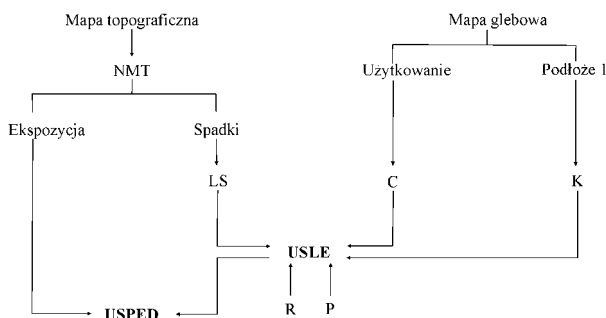 Mapa topograficzna
Mapa glebowa
NMT
Użytkowanie
Podłoże 1
Ekspozycja
Spadki
LS
C
K
USLE
R
P
USPED